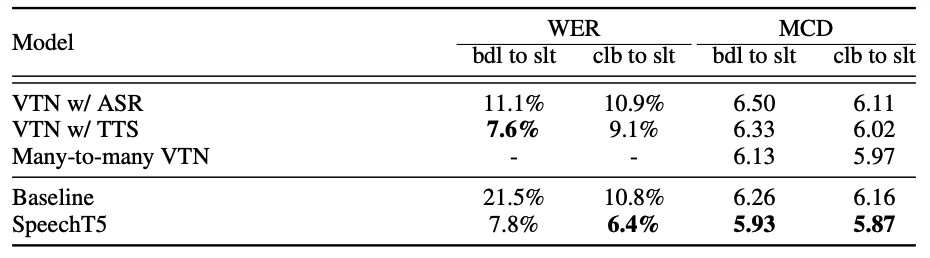 Model WER MCD
bdl to slt clb to slt bdl to slt clb to slt
VTN w/ ASR 11.1% 10.9% 6.50 6.11
VTN w/ TTS 7.6% 9.1% 6.33 6.02
Many-to-many VTN - - 6.13 5.97
Baseline 21.5% 10.8% 6.26 6.16
SpeechT5 7.8% 6.4% 5.93 5.87